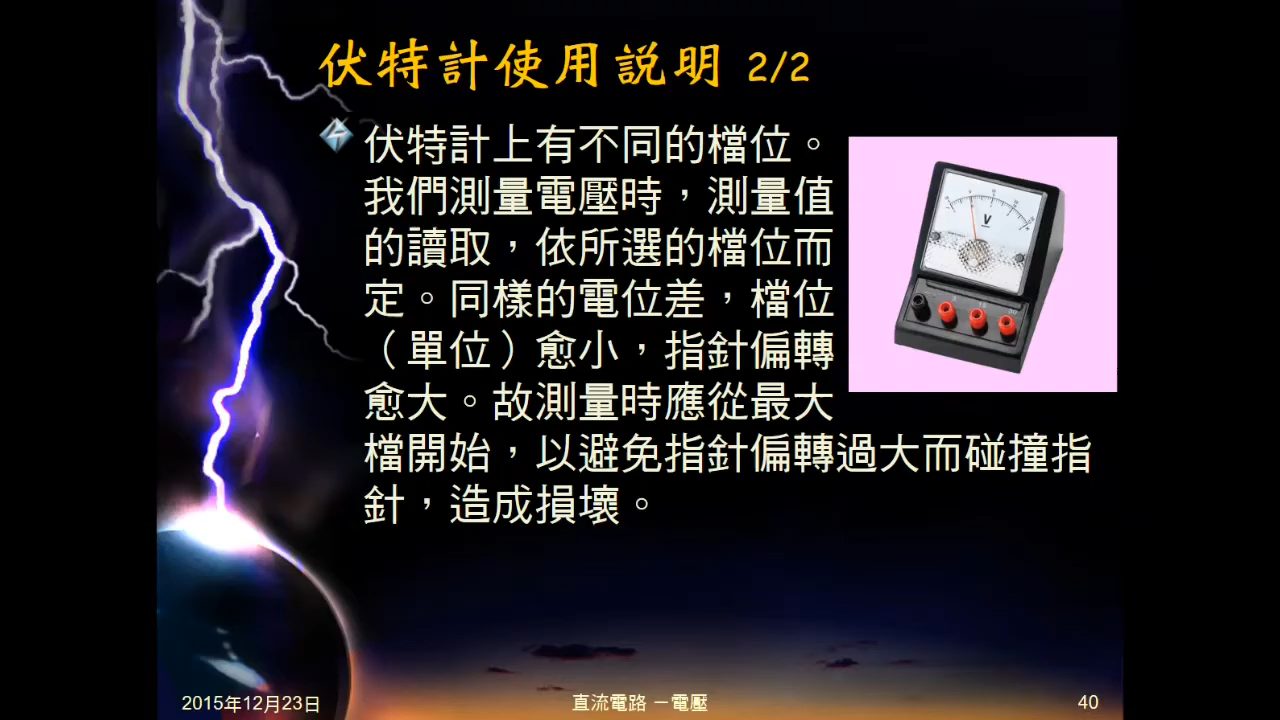 伏特計使用説明 2/2
伏特計上有不同的檔位。
我們測量電壓時，測量值
的讀取，依所選的檔位而
定。同樣的電位差，檔位
（單位）愈小，指針偏轉
愈大。故測量時應從最大
檔開始，以避免指針偏轉過大而碰撞指
針，造成損壞。
V
2015年12月23日
直流電路 － 電壓
40